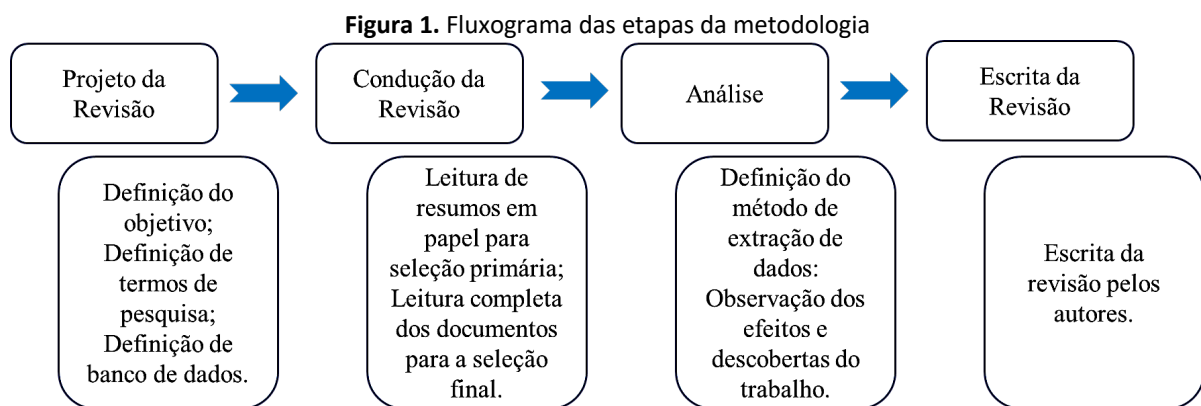 Figura 1. Fluxograma das etapas da metodologia
Projeto da
Revisão
Condução da
Revisão
Análise
Escrita da
Revisão
Definição do
objetivo;
Definição de
termos de
pesquisa;
Definição de
banco de dados.
Leitura de
resumos em
papel para
seleção primária;
Leitura completa
dos documentos
para a seleção
final.
Definição do
método de
extração de
dados:
Observação dos
efeitos e
descobertas do
trabalho.
Escrita da
revisão pelos
autores.